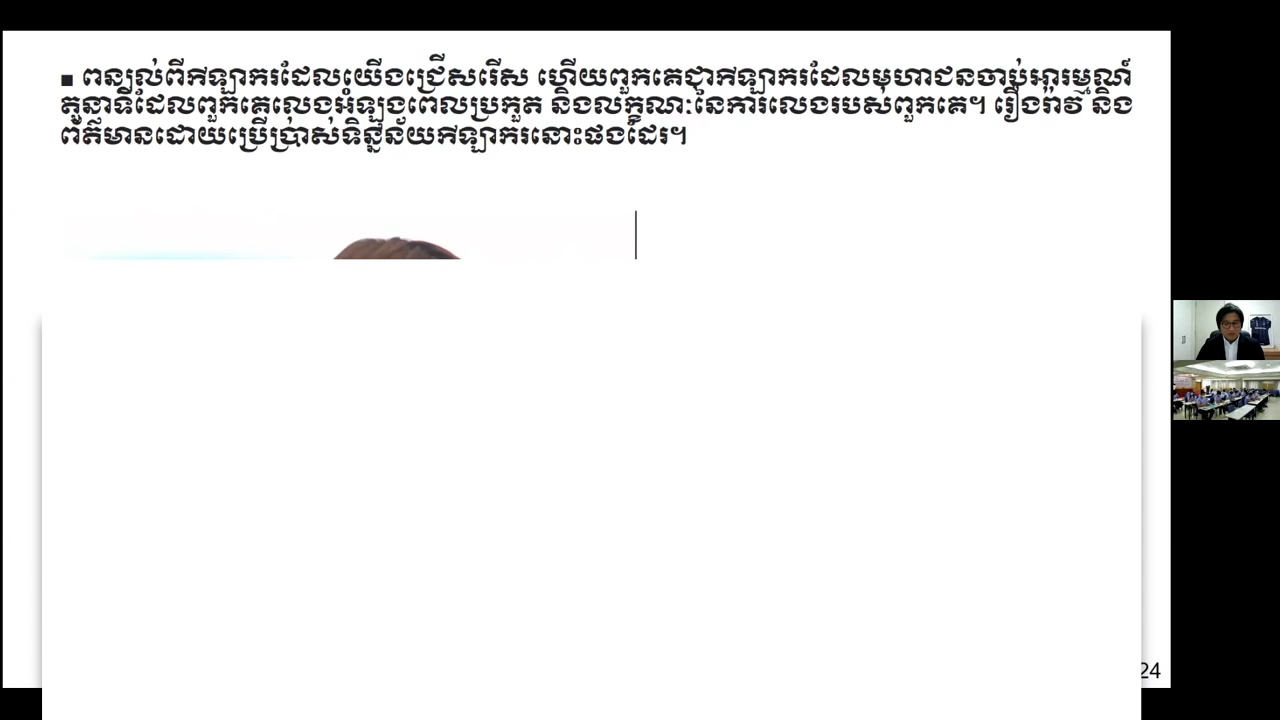 ▪ ពន្យល់ពីកីឡាករដែលយើងជ្រើសរើស ហើយពួកគេជាកីឡាករដែលមហាជនចាប់អារម្មណ៍
តួនាទីដែលពួកគេលេងអំឡុងពេលប្រកួត និងលក្ខណៈនៃការលេងរបស់ពួកគេ។ រឿងរ៉ាវ និង
ព័ត៌មានដោយប្រើប្រាស់ទិន្នន័យកីឡាករនោះផងដែរ។
24